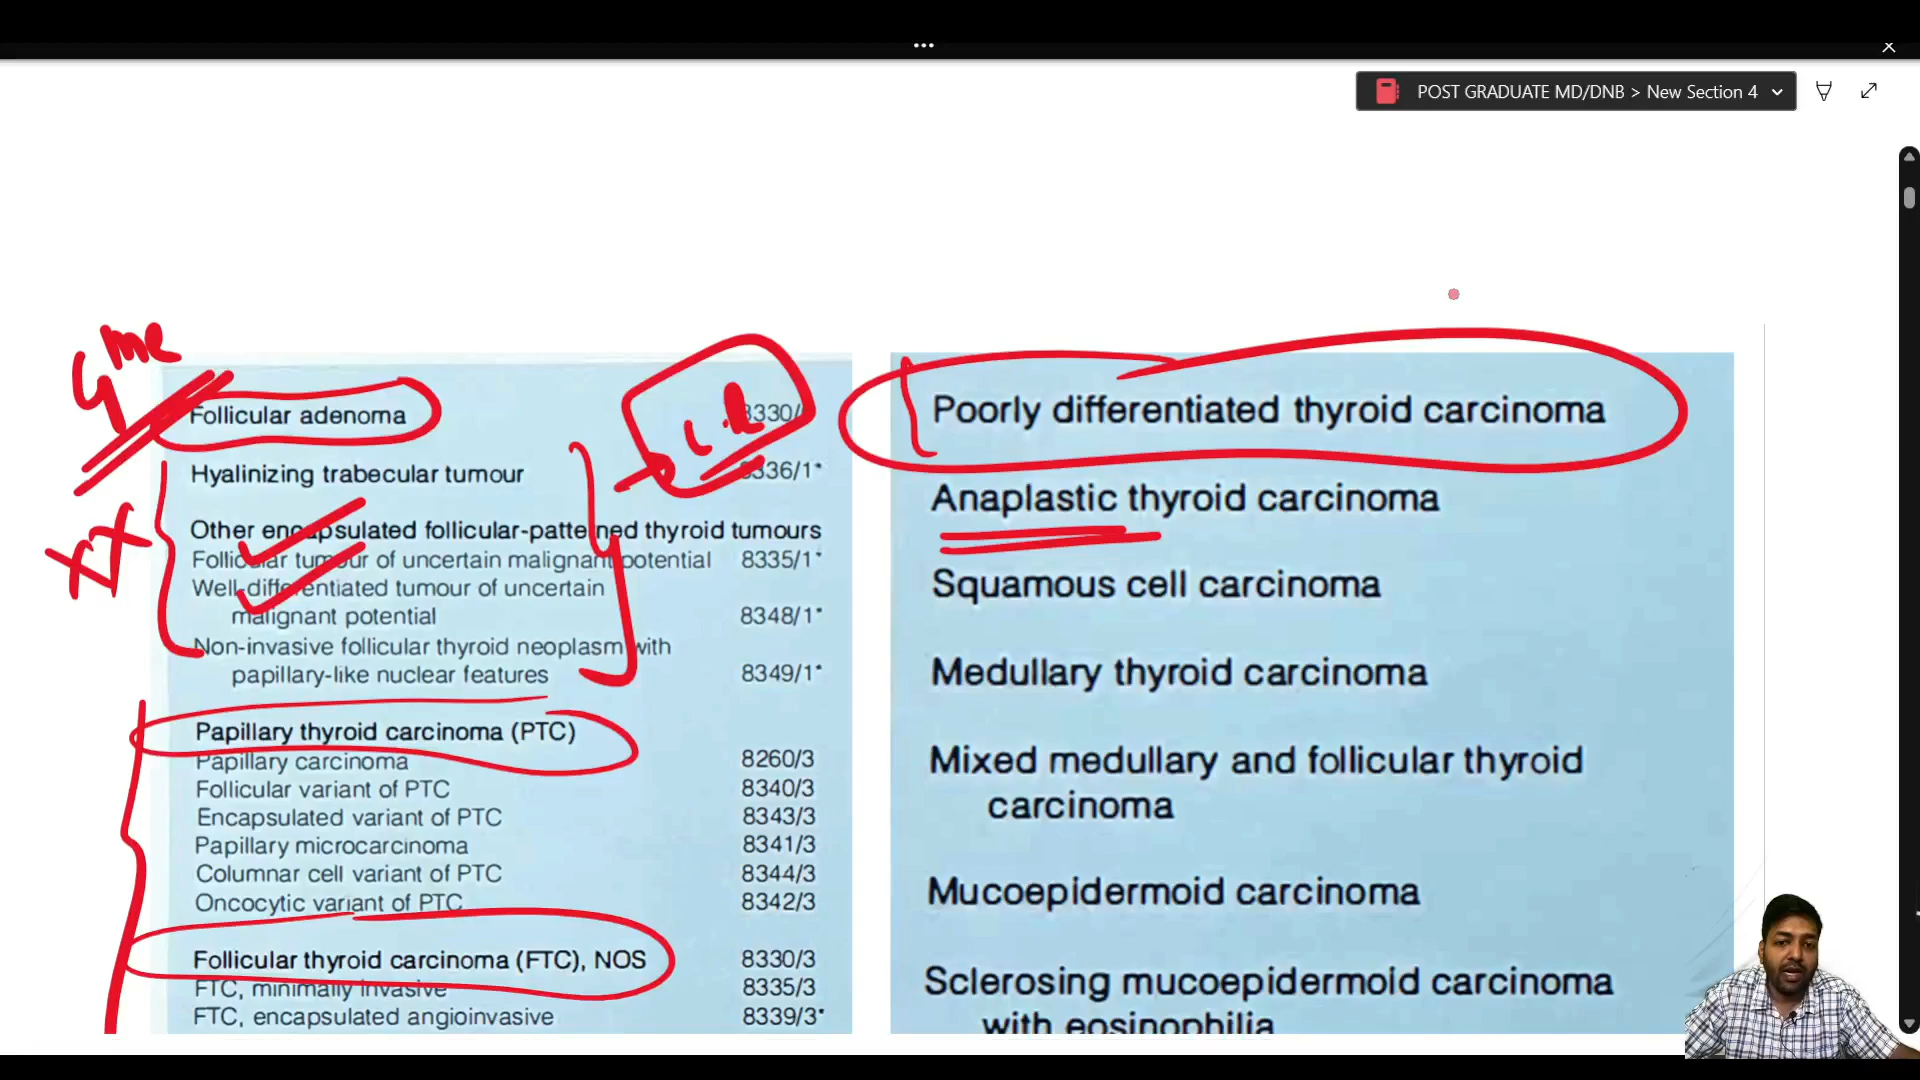 POST GRADUATE MD/DNB > New Section 4
Follicular adenoma
Hyalinizing trabecular tumour 8336/1*
Other encapsulated follicular-patterned thyroid tumours
Follicular tumour of uncertain malignant potential 8335/1*
Well-differentiated tumour of uncertain
malignant potential 8348/1*
Non-invasive follicular thyroid neoplasm with
papillary-like nuclear features 8349/1*
Papillary thyroid carcinoma (PTC)
Papillary carcinoma 8260/3
Follicular variant of PTC 8340/3
Encapsulated variant of PTC 8343/3
Papillary microcarcinoma 8341/3
Columnar cell variant of PTC 8344/3
Oncocytic variant of PTC 8342/3
Follicular thyroid carcinoma (FTC), NOS 8330/3
FTC, minimally invasive 8335/3
FTC, encapsulated angioinvasive 8339/3*
Poorly differentiated thyroid carcinoma
Anaplastic thyroid carcinoma
Squamous cell carcinoma
Medullary thyroid carcinoma
Mixed medullary and follicular thyroid
carcinoma
Mucoepidermoid carcinoma
Sclerosing mucoepidermoid carcinoma
with eosinophilia